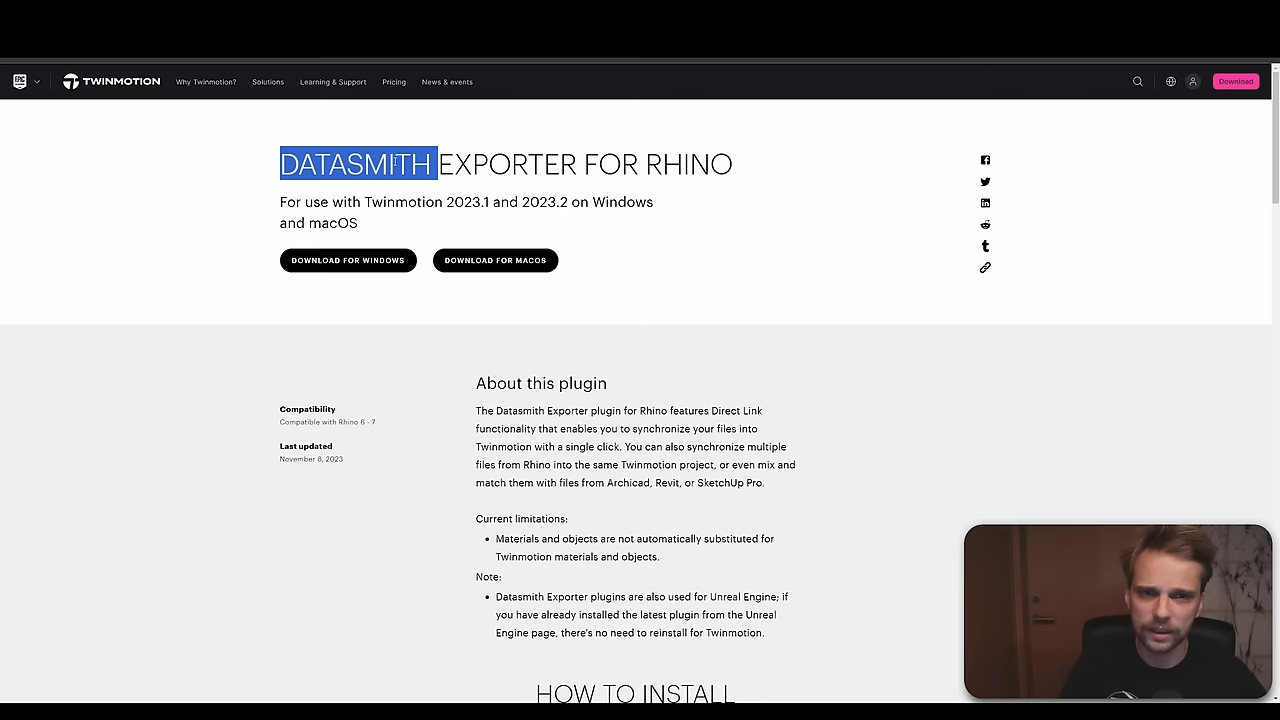 EPIC
TWINMOTION
Why Twinmotion?
Solutions
Learning & Support
Pricing
News & events
Download
DATASMITH EXPORTER FOR RHINO
For use with Twinmotion 2023.1 and 2023.2 on Windows
and macOS
DOWNLOAD FOR WINDOWS
DOWNLOAD FOR MACOS
Compatibility
Compatible with Rhino 6 - 7
Last updated
November 8, 2023
About this plugin
The Datasmith Exporter plugin for Rhino features Direct Link
functionality that enables you to synchronize your files into
Twinmotion with a single click. You can also synchronize multiple
files from Rhino into the same Twinmotion project, or even mix and
match them with files from Archicad, Revit, or SketchUp Pro.
Current limitations:
• Materials and objects are not automatically substituted for
Twinmotion materials and objects.
Note:
• Datasmith Exporter plugins are also used for Unreal Engine; if
you have already installed the latest plugin from the Unreal
Engine page, there's no need to reinstall for Twinmotion.
HOW TO INSTALL